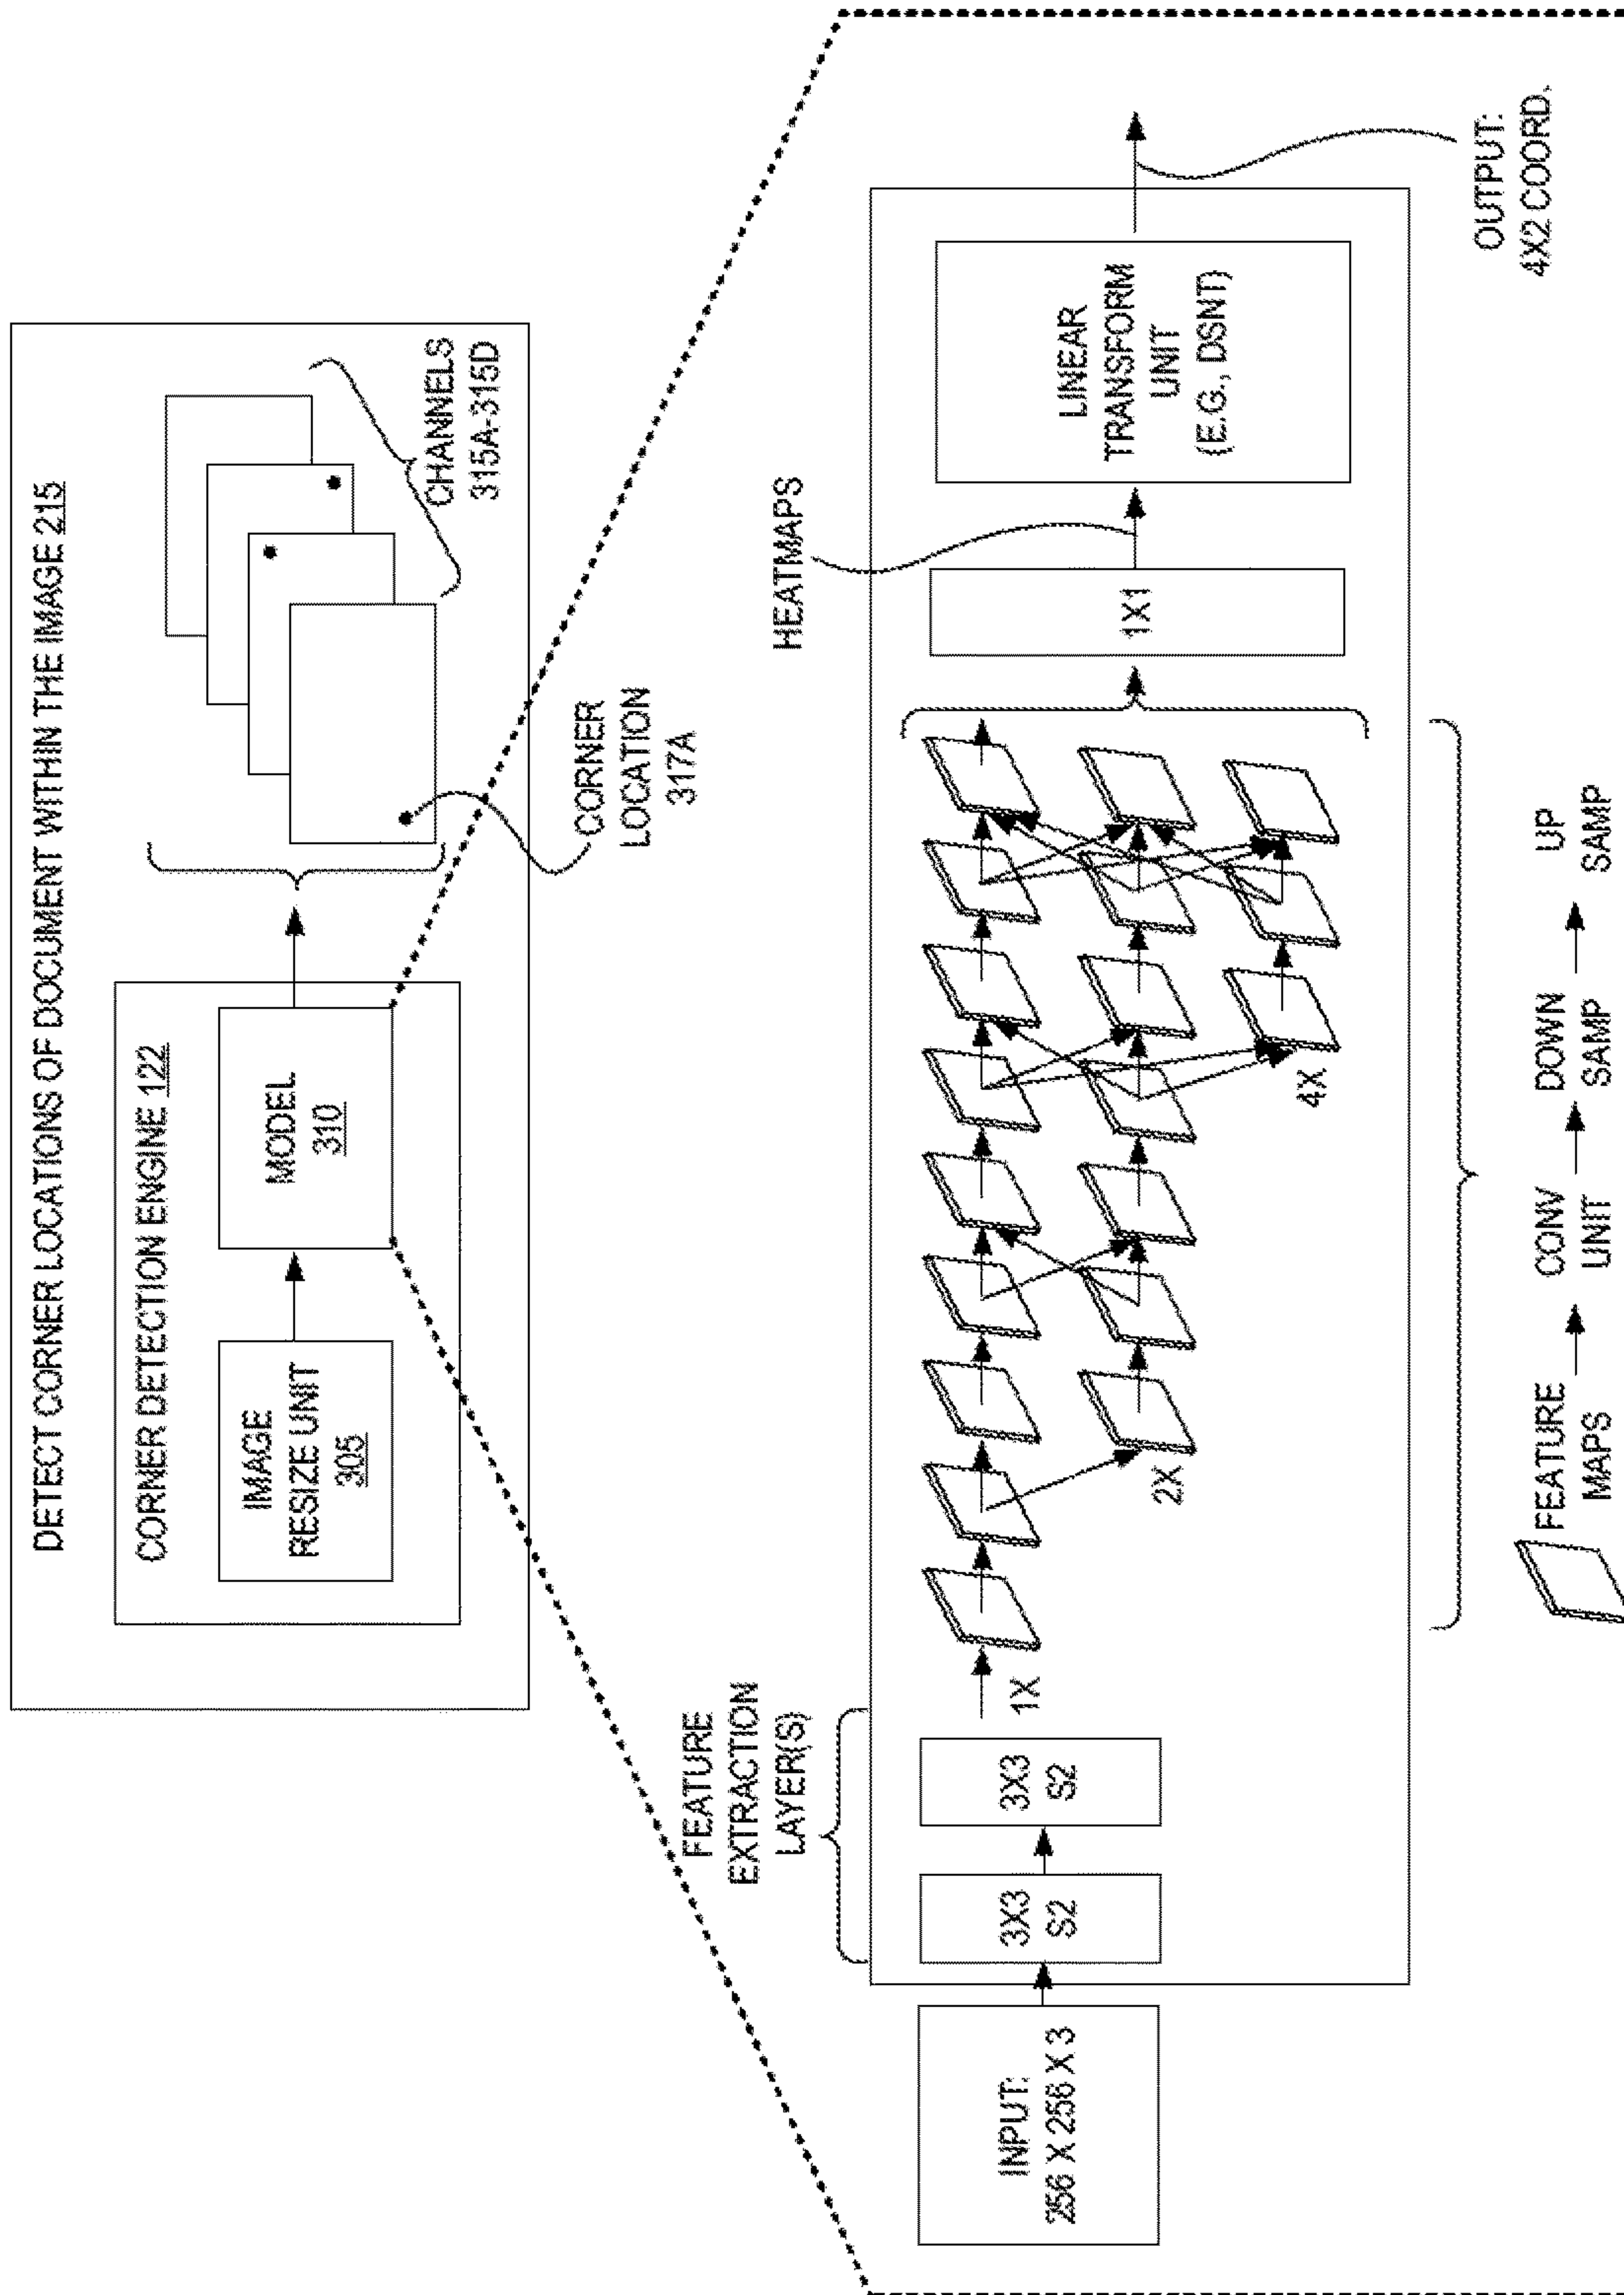 DETECT CORNER LOCATIONS OF DOCUMENT WITHIN THE IMAGE 215
CORNER DETECTION ENGINE 122
IMAGE
RESIZE UNIT
305
MODEL
310
CHANNELS
315A-315D
CORNER
LOCATION
317A
FEATURE
EXTRACTION
LAYER(S)
HEATMAPS
INPUT:
256 X 256 X 3
3X3
S2
3X3
S2
1X
2X
4X
1X1
LINEAR
TRANSFORM
UNIT
(E.G., DSNT)
OUTPUT:
4X2 COORD.
FEATURE
MAPS
CONV
UNIT
DOWN
SAMP
UP
SAMP